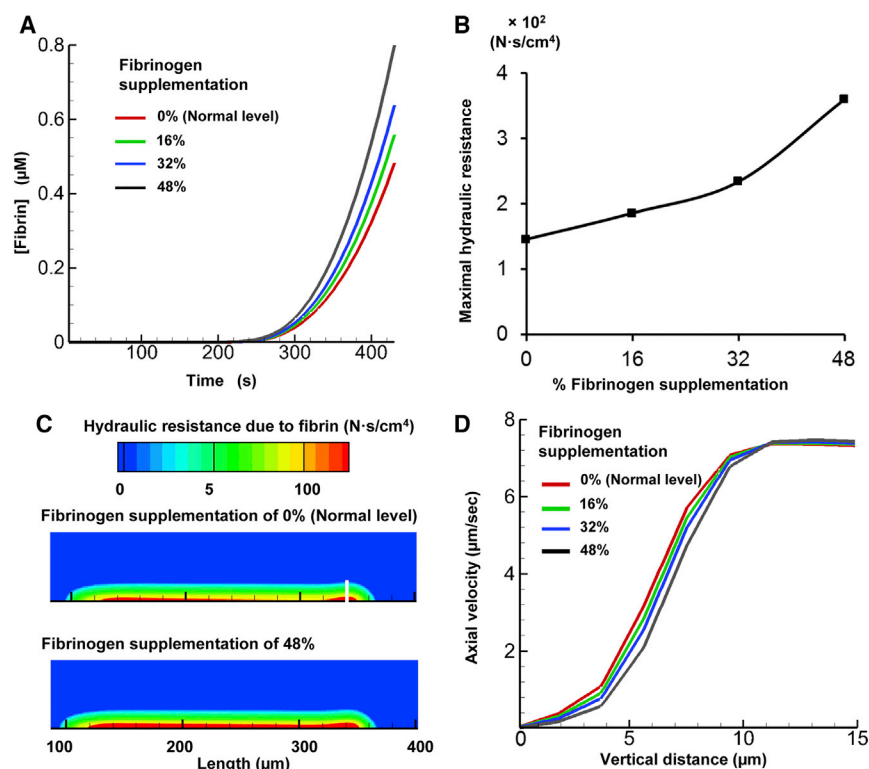 A
Fibrinogen
supplementation
0% (Normal level)
16%
32%
48%
[Fibrin] (µM)
0.8
0.6
0.4
0.2
0
100
200
300
400
Time (s)
B
× 10²
(N·s/cm⁴)
Maximal hydraulic resistance
4
3
2
1
0
0
16
32
48
% Fibrinogen supplementation
C
Hydraulic resistance due to fibrin (N·s/cm⁴)
0
5
100
Fibrinogen supplementation of 0% (Normal level)
Fibrinogen supplementation of 48%
100
200
300
400
Length (µm)
D
Fibrinogen
supplementation
0% (Normal level)
16%
32%
48%
Axial velocity (µm/sec)
8
6
4
2
0
5
10
15
Vertical distance (µm)